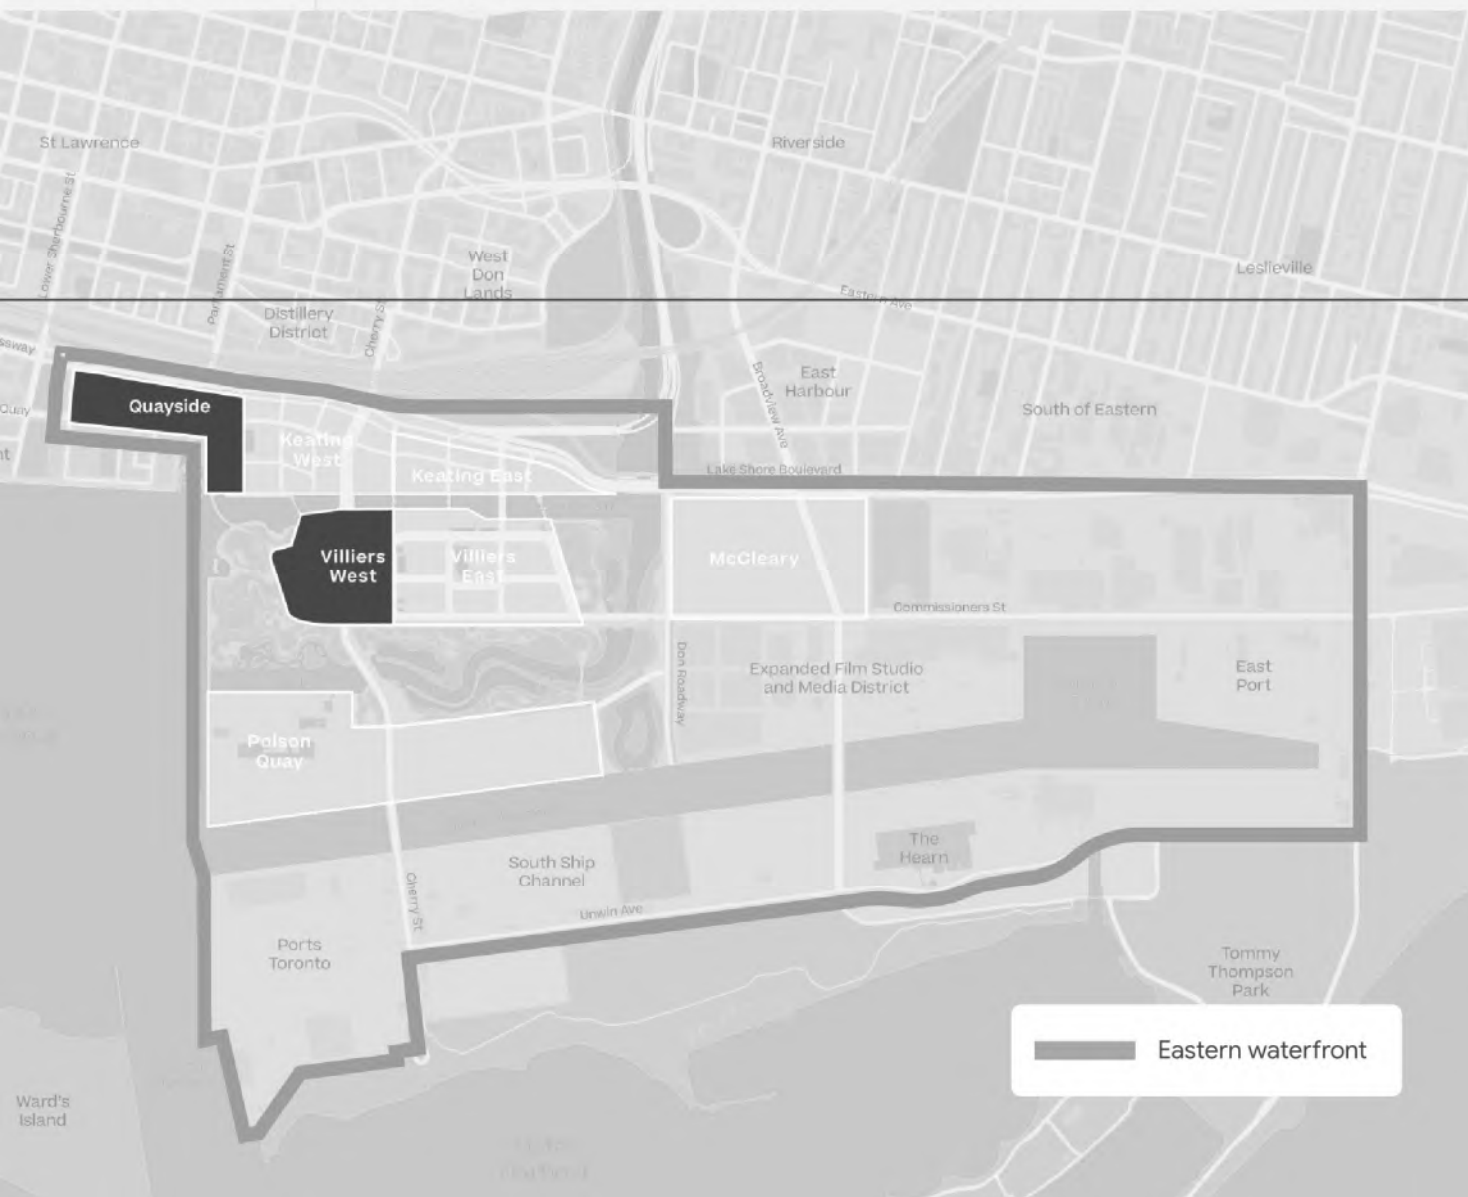 St Lawrence
Riverside
Lower Sherbourne St
Parliament St
West
Don
Lands
Leslieville
Eastern Ave
Distillery
District
Cherry St
ssway
East
Harbour
Broadview Ave
Quayside
Quay
South of Eastern
Keating
West
Keating East
Lake Shore Boulevard
nt
Villiers
West
Villiers
East
McCleary
Commissioners St
Don Roadway
Expanded Film Studio
and Media District
East
Port
Polson
Quay
The
Hearn
South Ship
Channel
Cherry St
Unwin Ave
Ports
Toronto
Tommy
Thompson
Park
Eastern waterfront
Ward's
Island